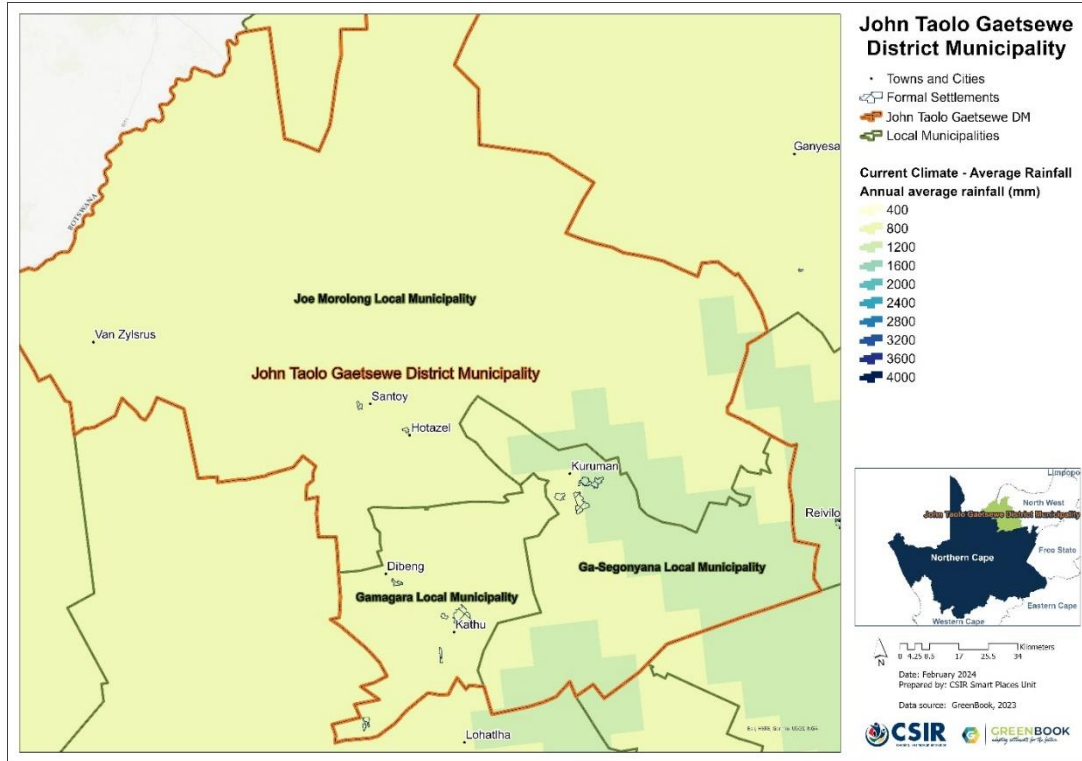 John Taolo Gaetsewe
District Municipality
Towns and Cities
Formal Settlements
John Taolo Gaetsewe DM
Local Municipalities
Current Climate - Average Rainfall
Annual average rainfall (mm)
400
800
1200
1600
2000
2400
2800
3200
3600
4000
BOTSWANA
Ganyesa
Joe Morolong Local Municipality
Van Zylsrus
John Taolo Gaetsewe District Municipality
Santoy
Hotazel
Kuruman
Reivilo
Dibeng
Ga-Segonyana Local Municipality
Gamagara Local Municipality
Kathu
Lohatlha
Limpopo
North West
John Taolo Gaetsewe District Municipality
Free State
Northern Cape
Eastern Cape
Western Cape
Kilometers
0 4.25 8.5 17 25.5 34
N
Date: February 2024
Prepared by: CSIR Smart Places Unit
Data source: GreenBook, 2023
CSIR
GREENBOOK